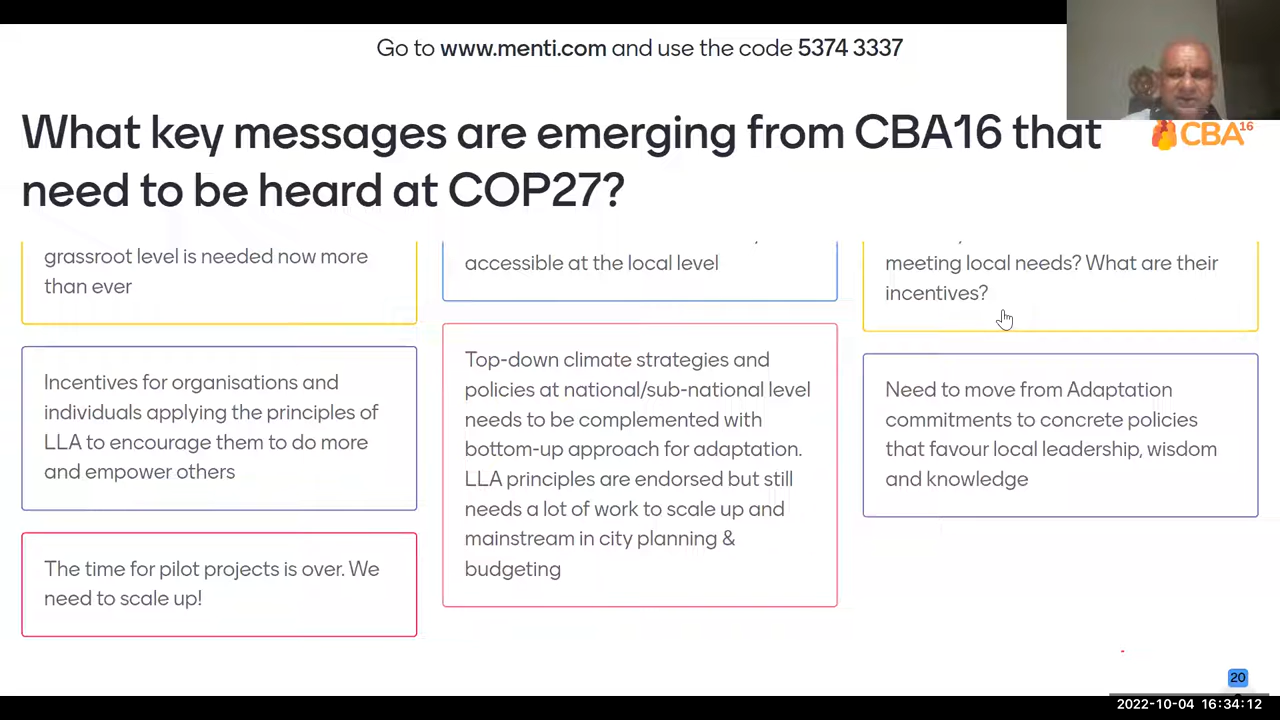 Go to www.menti.com and use the code 5374 3337
What key messages are emerging from CBA16 that
need to be heard at COP27?
CBA16
grassroot level is needed now more
than ever
Incentives for organisations and
individuals applying the principles of
LLA to encourage them to do more
and empower others
The time for pilot projects is over. We
need to scale up!
accessible at the local level
Top-down climate strategies and
policies at national/sub-national level
needs to be complemented with
bottom-up approach for adaptation.
LLA principles are endorsed but still
needs a lot of work to scale up and
mainstream in city planning &
budgeting
meeting local needs? What are their
incentives?
Need to move from Adaptation
commitments to concrete policies
that favour local leadership, wisdom
and knowledge
20
2022-10-04 16:34:12